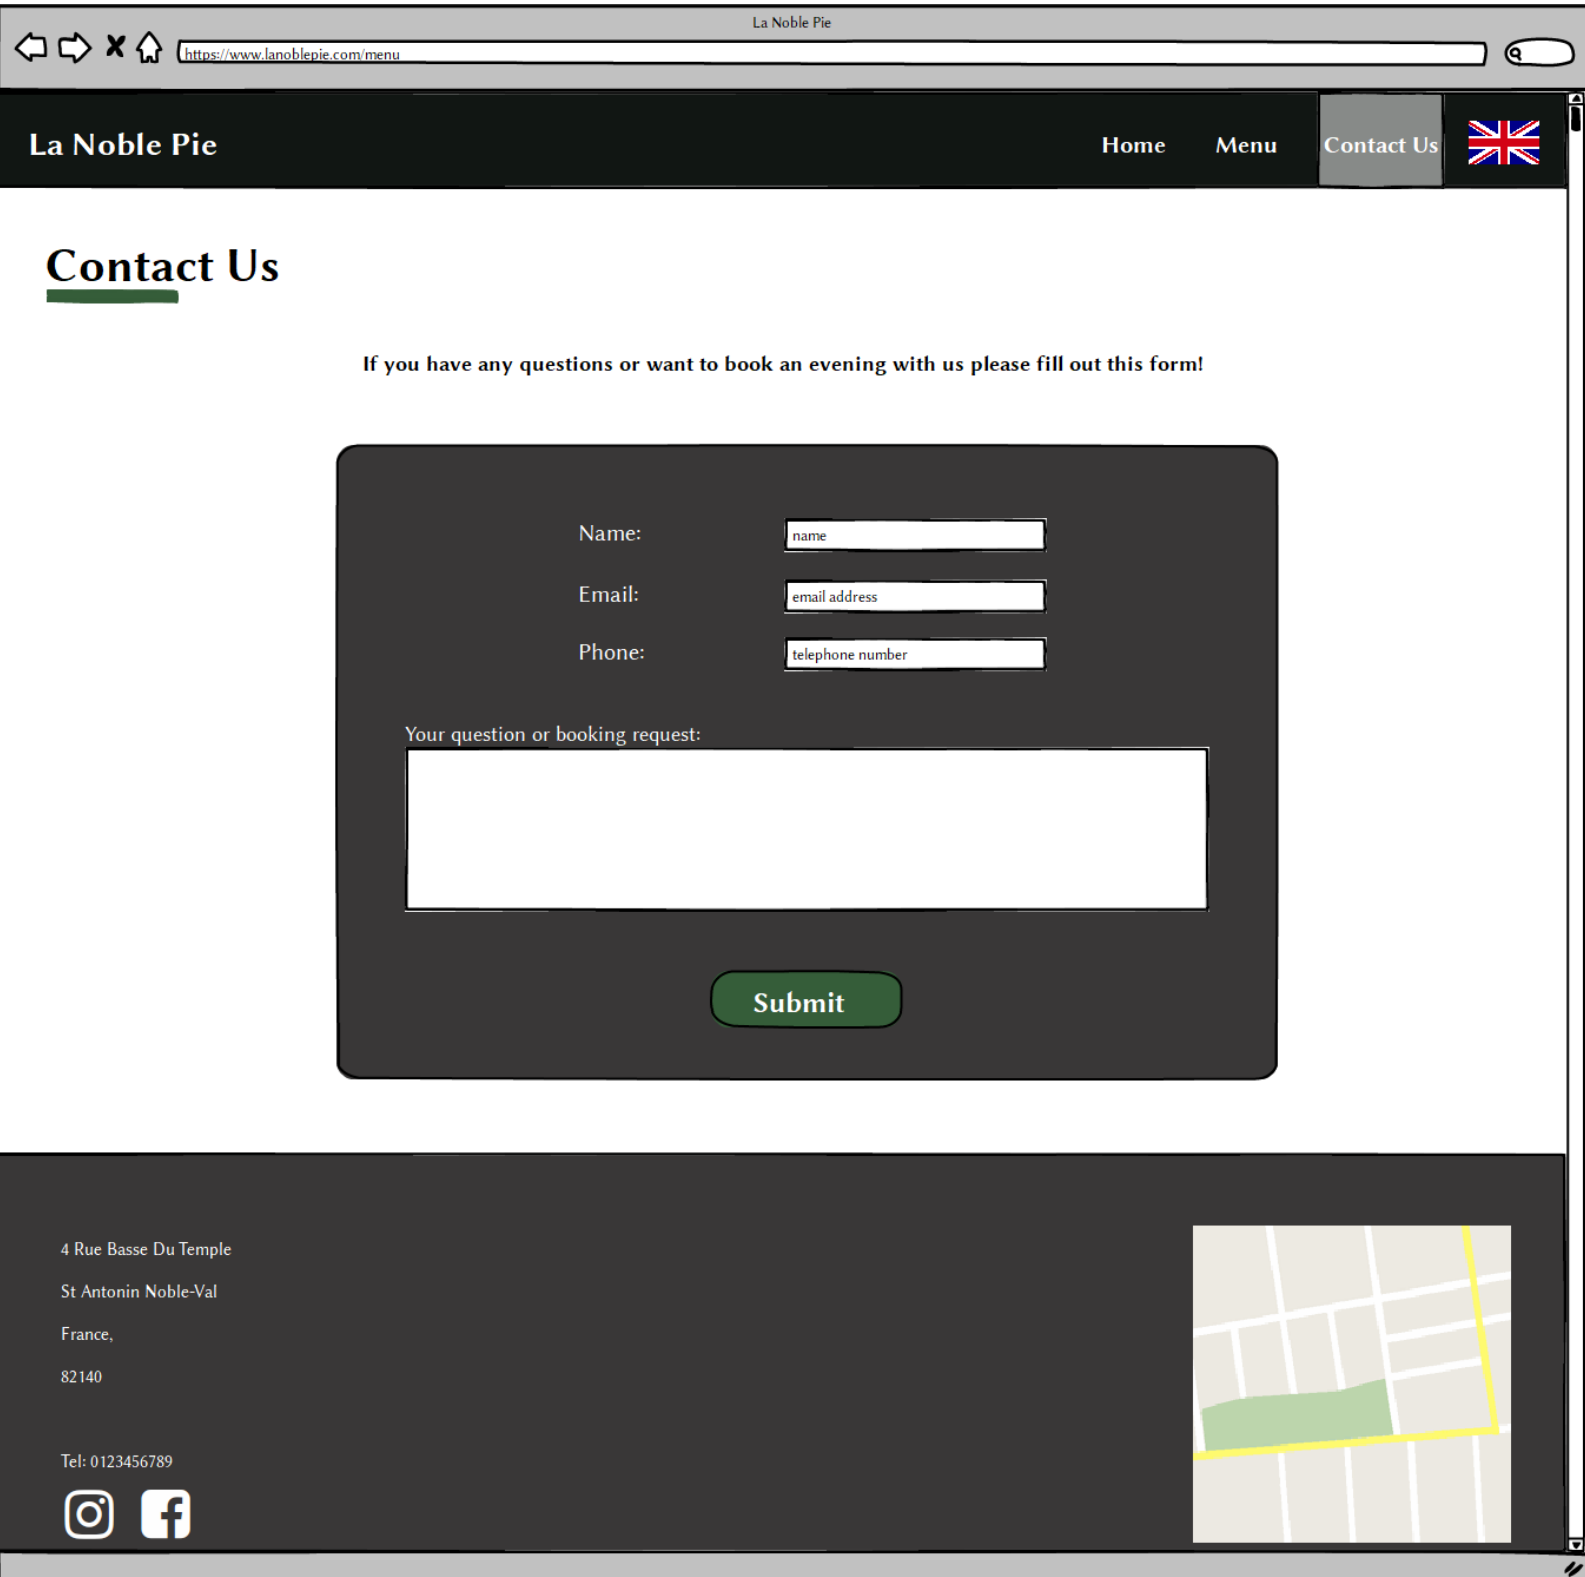 La Noble Pie
https://www.lanoblepie.com/menu
La Noble Pie
Home
Menu
Contact Us
Contact Us
If you have any questions or want to book an evening with us please fill out this form!
Name:
name
Email:
email address
Phone:
telephone number
Your question or booking request:
Submit
4 Rue Basse Du Temple
St Antonin Noble-Val
France,
82140
Tel: 0123456789